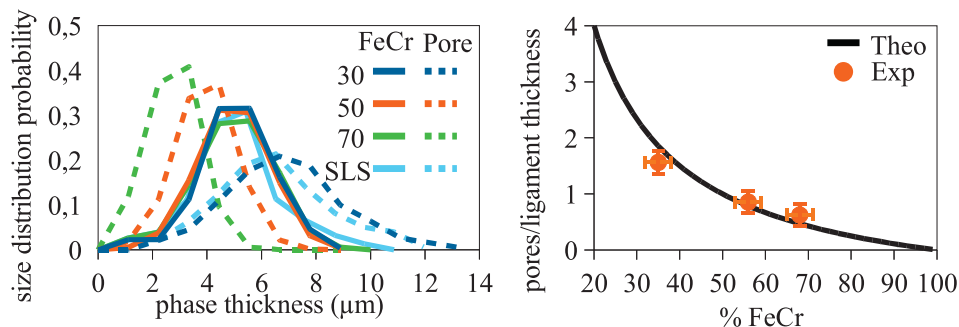 size distribution probability
0,5
0,4
0,3
0,2
0,1
0
0 2 4 6 8 10 12 14
phase thickness (µm)
FeCr Pore
30
50
70
SLS
pores/ligament thickness
4
3
2
1
0
20 30 40 50 60 70 80 90 100
% FeCr
Theo
Exp